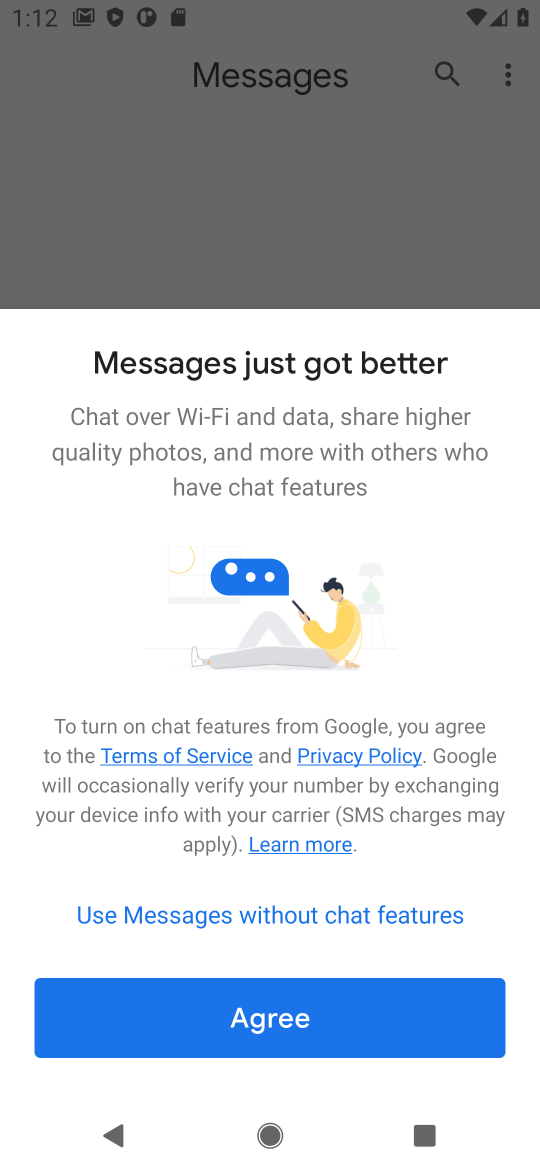 1:12
Messages
Messages just got better
Chat over Wi-Fi and data, share higher
quality photos, and more with others who
have chat features
To turn on chat features from Google, you agree
to the Terms of Service and Privacy Policy. Google
will occasionally verify your number by exchanging
your device info with your carrier (SMS charges may
apply). Learn more.
Use Messages without chat features
Agree